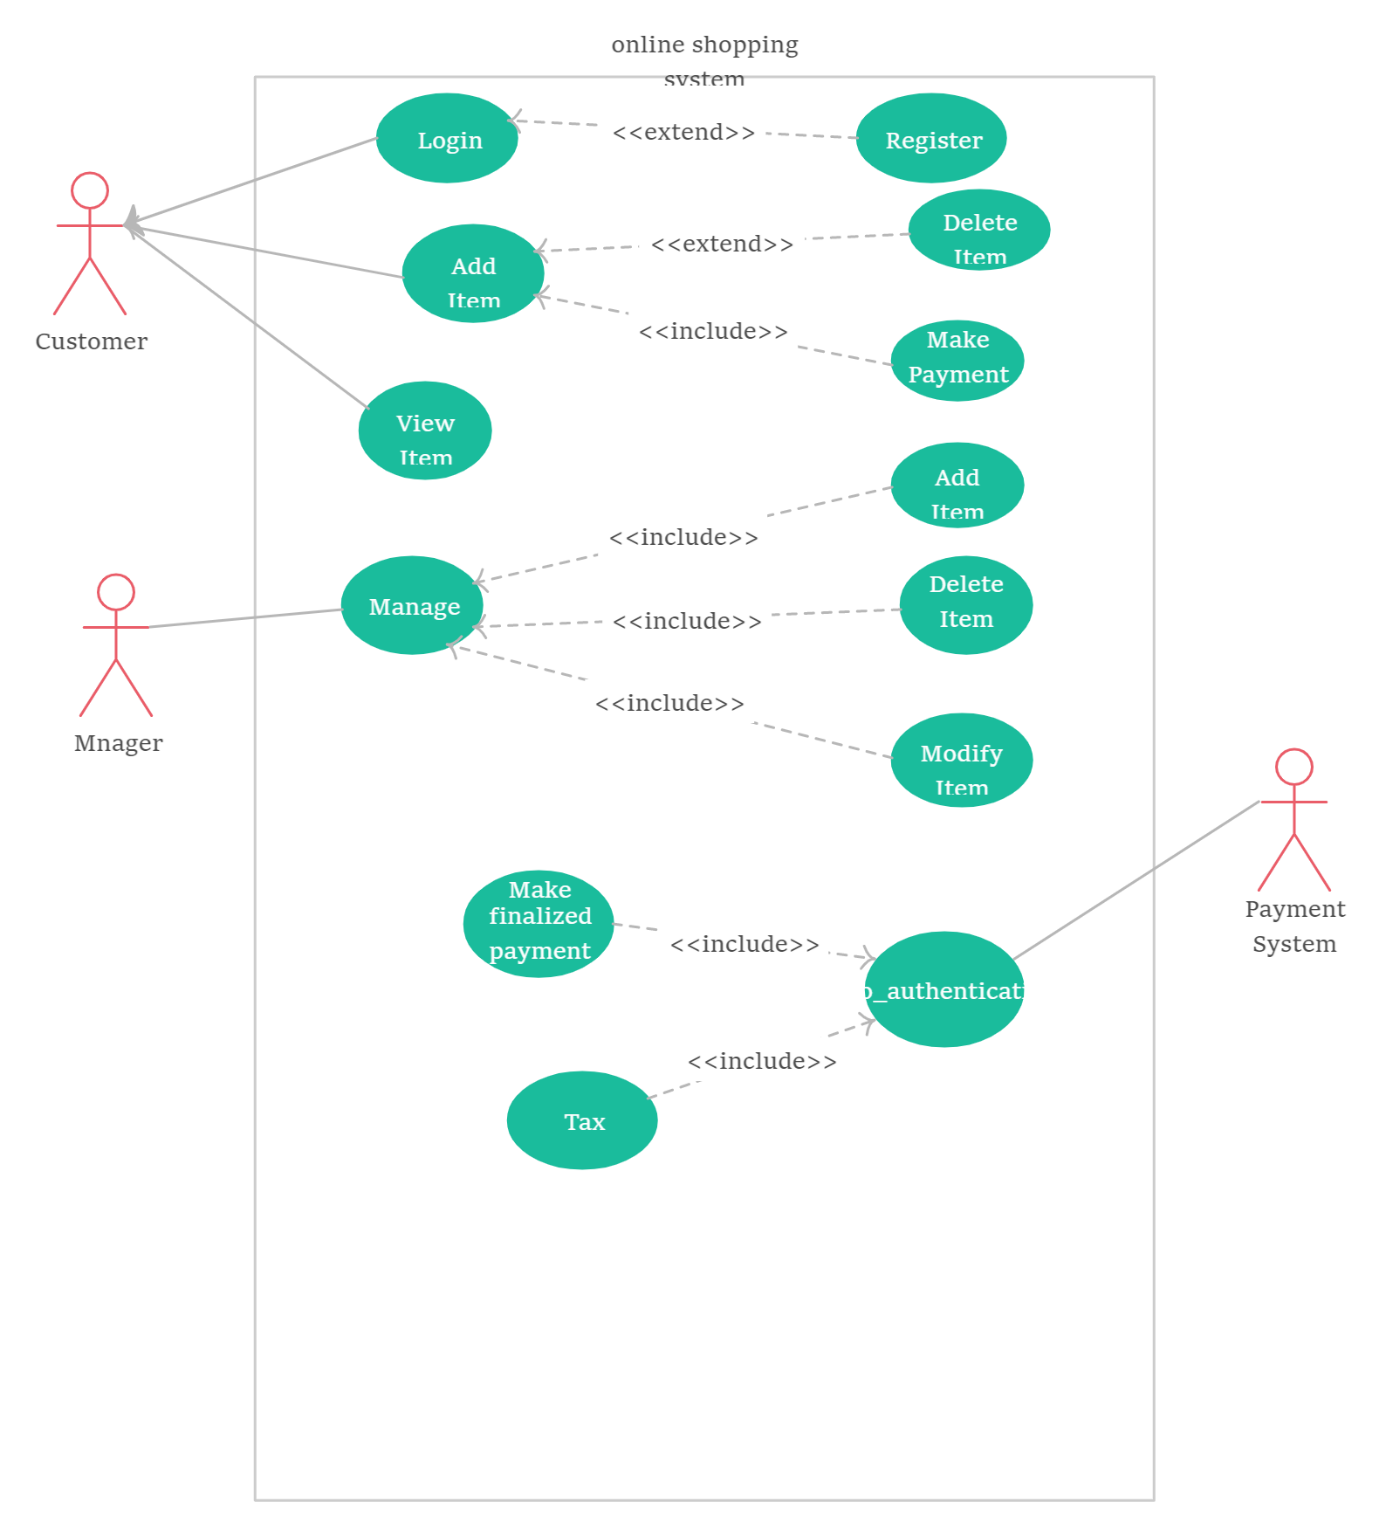 online shopping
system
Login
<<extend>>
Register
Delete
Item
Add
Item
<<extend>>
Customer
<<include>>
Make
Payment
View
Item
Add
Item
<<include>>
Manage
<<include>>
Delete
Item
<<include>>
Mnager
Modify
Item
Make
finalized
payment
<<include>>
Payment
System
<<include>>
Tax